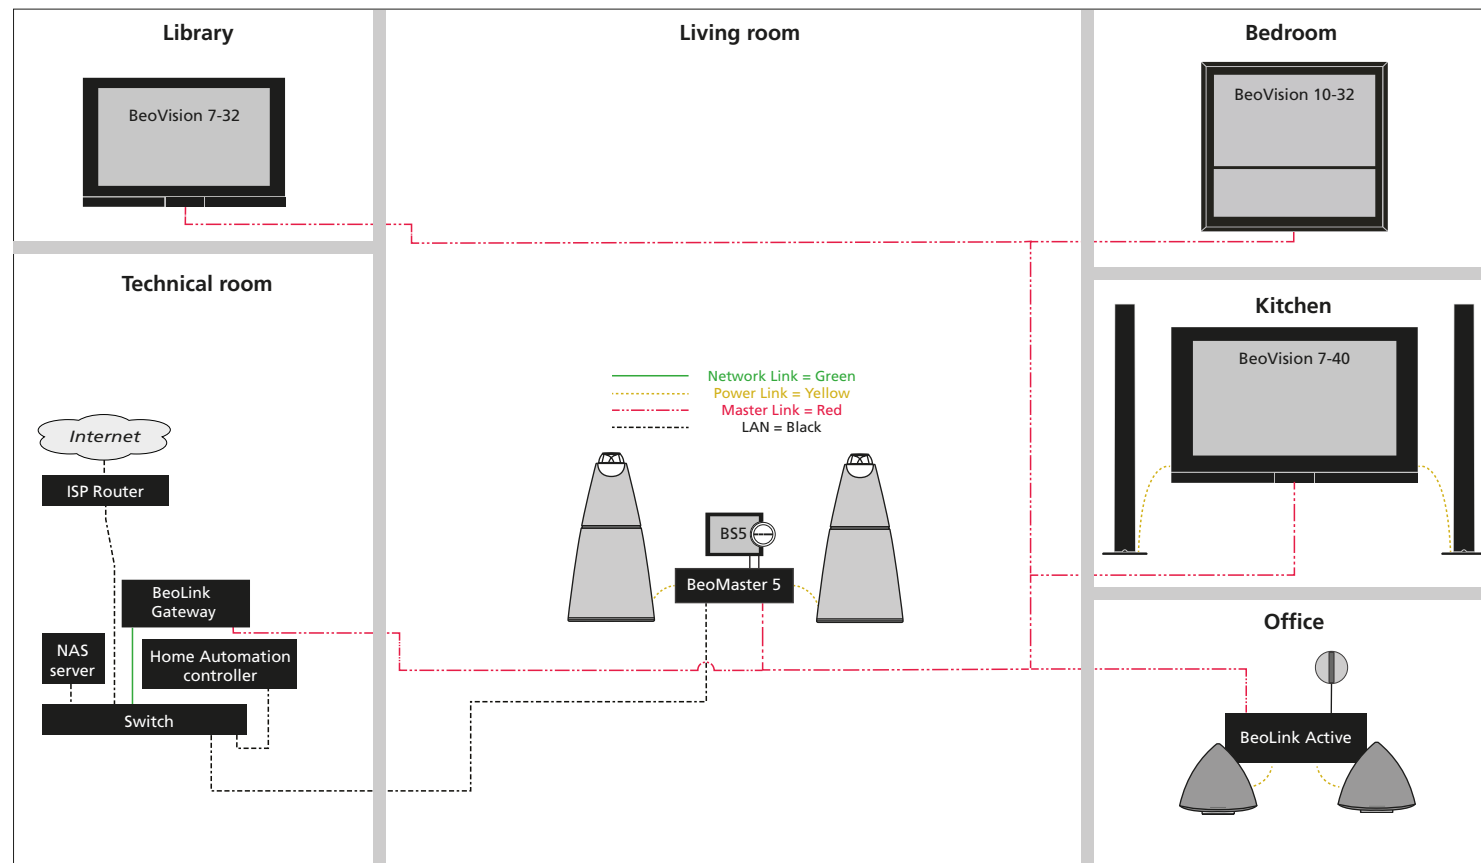 Library
Living room
Bedroom
BeoVision 7-32
BeoVision 10-32
Technical room
Kitchen
BeoVision 7-40
Network Link = Green
Power Link = Yellow
Master Link = Red
LAN = Black
Internet
ISP Router
BS5
BeoMaster 5
BeoLink
Gateway
NAS
server
Home Automation
controller
Switch
Office
BeoLink Active